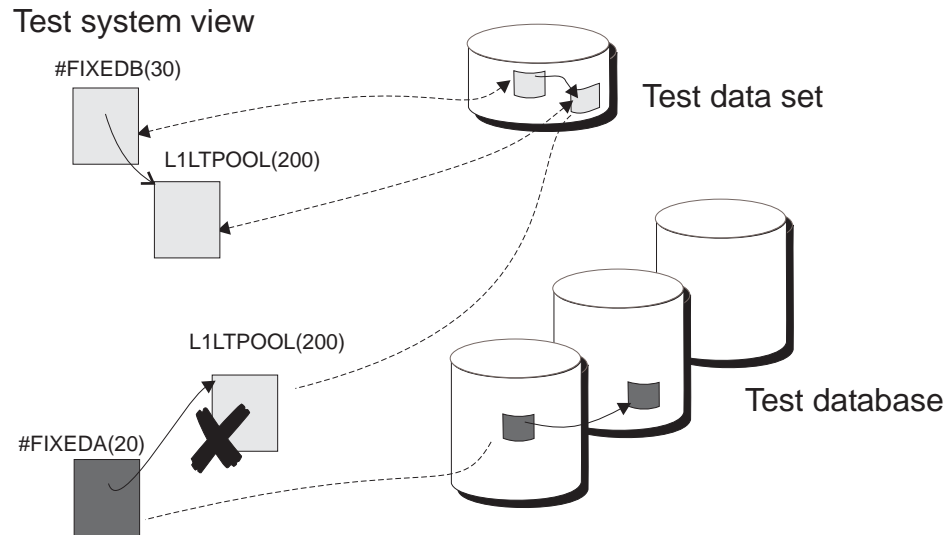 Test system view
#FIXEDB(30)
Test data set
L1LTPOOL(200)
L1LTPOOL(200)
Test database
#FIXEDA(20)